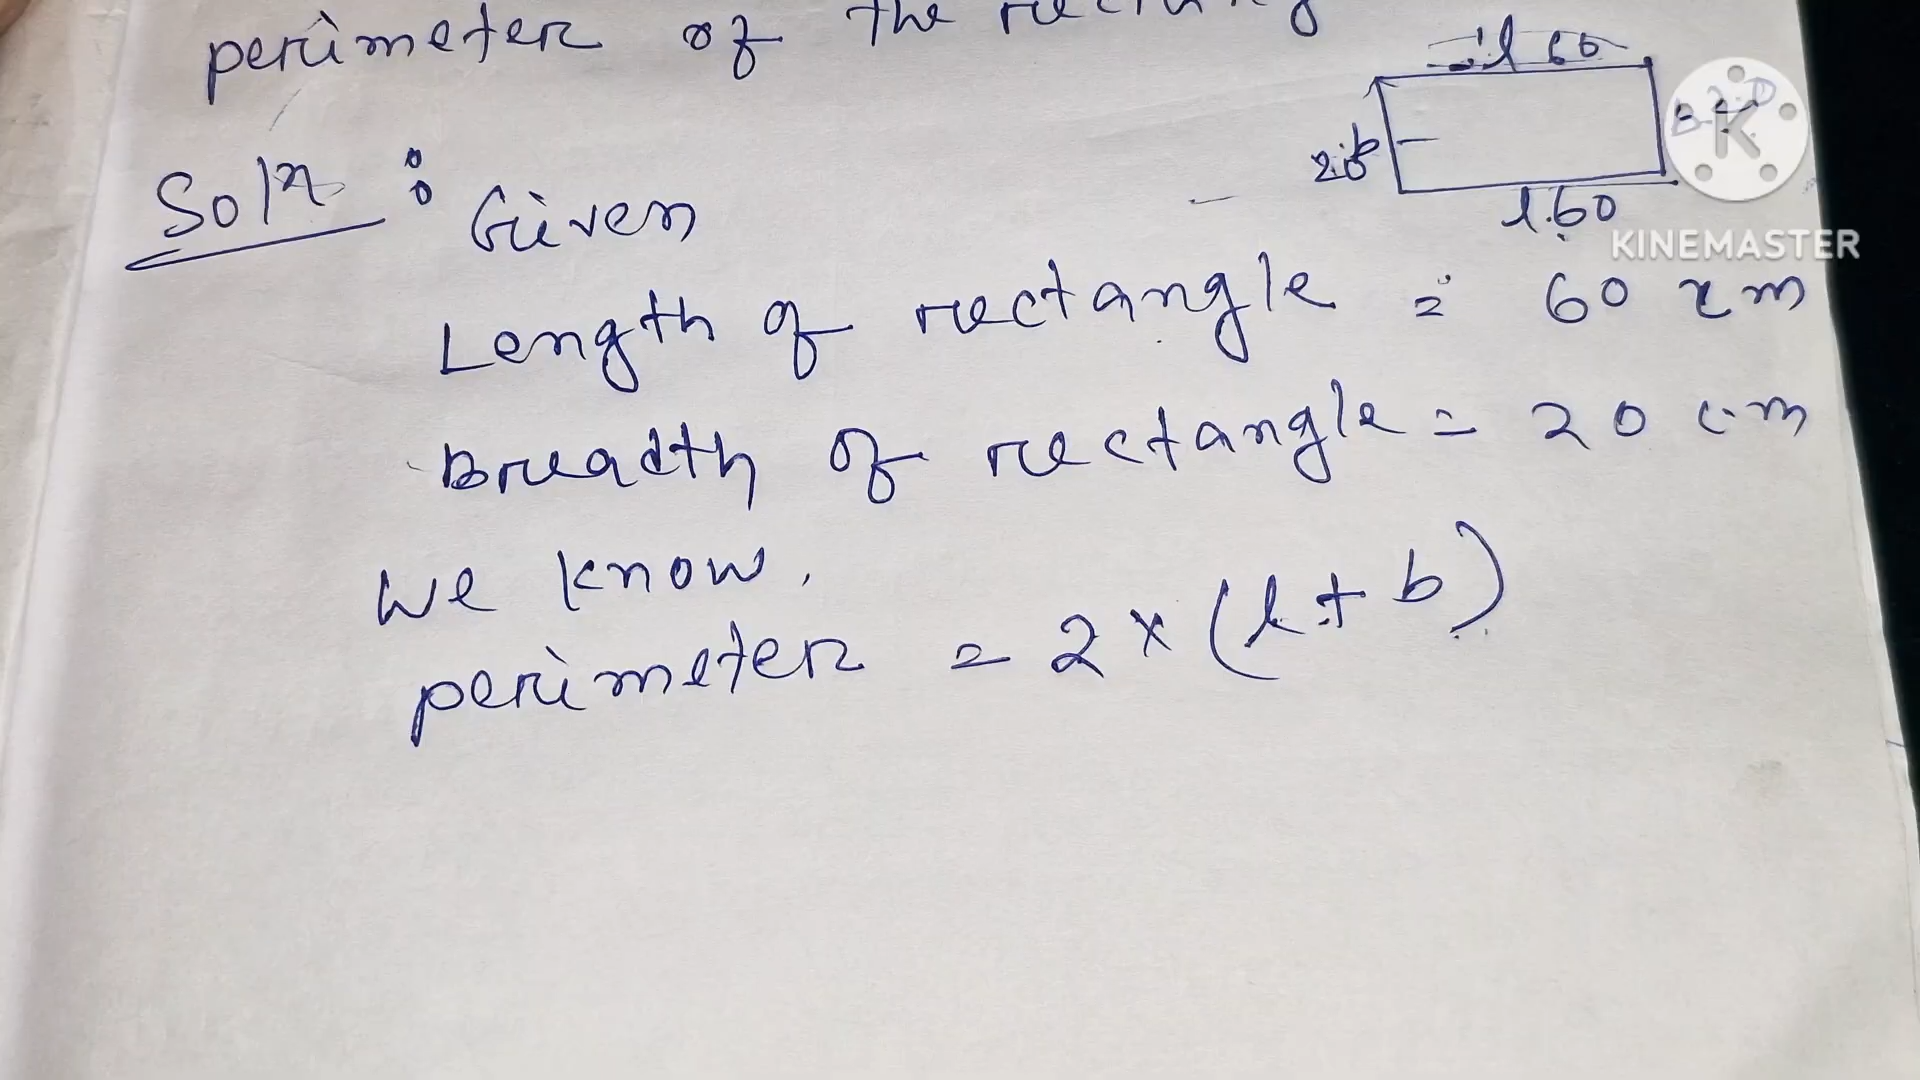 perimeter of the
l 60
20
l.60
KINEMASTER
Soln : Given
Length of rectangle = 60 cm
Breadth of rectangle = 20 cm
We know,
perimeter = 2 × (l + b)